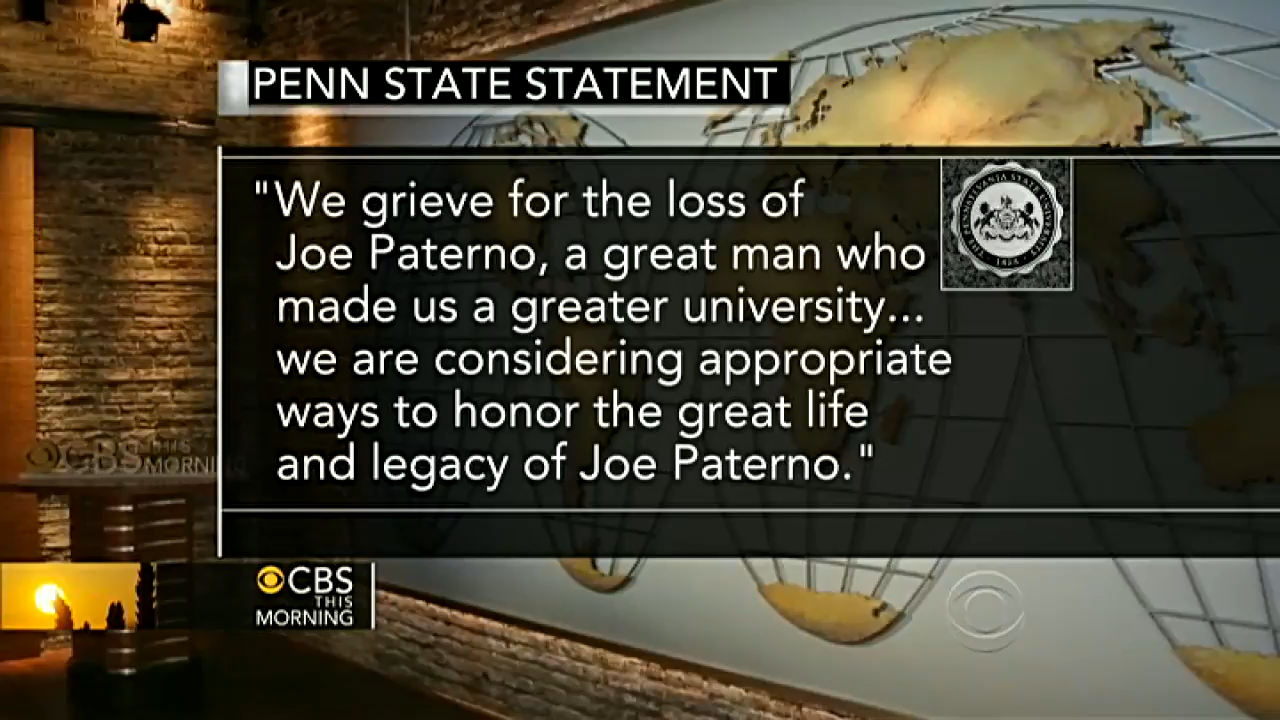 PENN STATE STATEMENT
"We grieve for the loss of
Joe Paterno, a great man who
made us a greater university...
we are considering appropriate
ways to honor the great life
and legacy of Joe Paterno."
CBS THIS
MORNING
CBS
THIS
MORNING